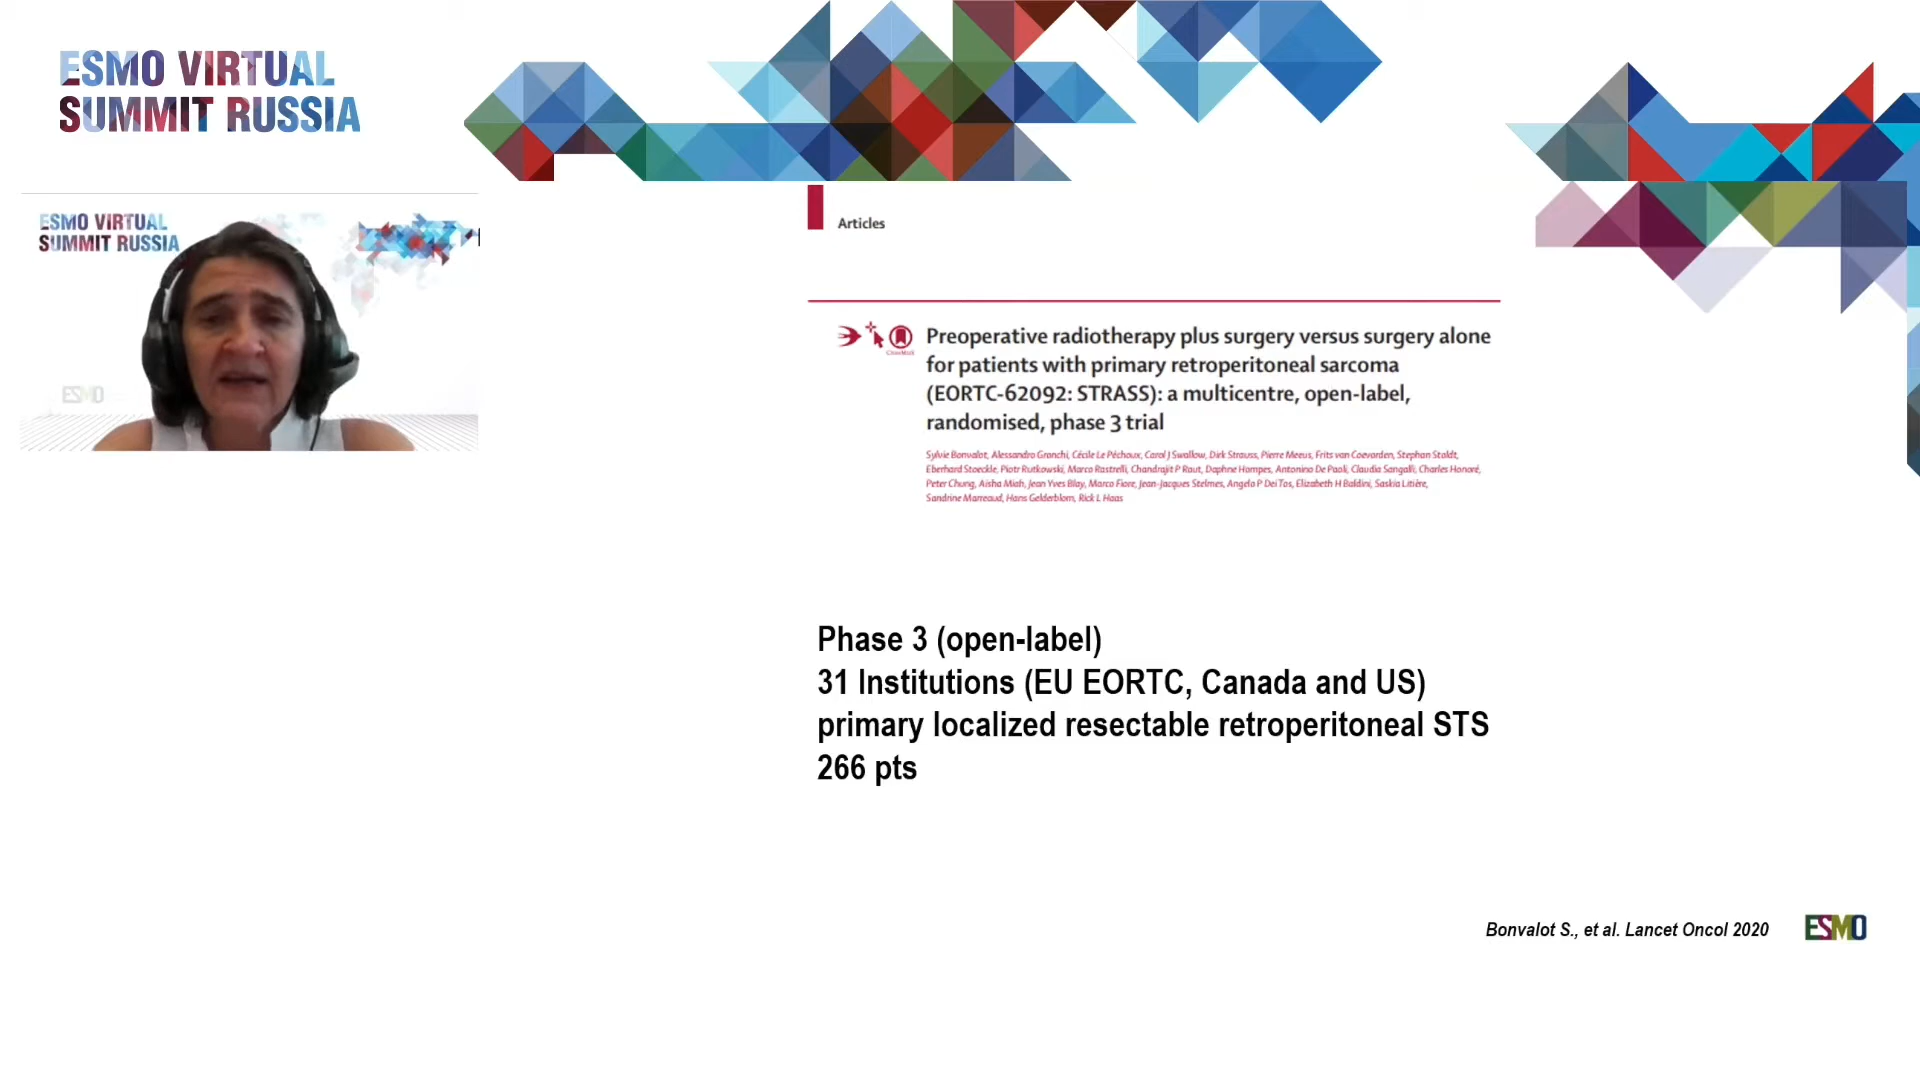 ESMO VIRTUAL
SUMMIT RUSSIA
ESMO VIRTUAL
SUMMIT RUSSIA
ESMO
Articles
CrossMark
Preoperative radiotherapy plus surgery versus surgery alone
for patients with primary retroperitoneal sarcoma
(EORTC-62092: STRASS): a multicentre, open-label,
randomised, phase 3 trial
Sylvie Bonvalot, Alessandro Gronchi, Cécile Le Péchoux, Carol J Swallow, Dirk Strauss, Pierre Meeus, Frits van Coevorden, Stephan Stoldt,
Eberhard Stoeckle, Piotr Rutkowski, Marco Rastrelli, Chandrajit P Raut, Daphne Hompes, Antonino De Paoli, Claudia Sangalli, Charles Honoré,
Peter Chung, Aisha Miah, Jean Yves Blay, Marco Fiore, Jean-Jacques Stelmes, Angelo P Dei Tos, Elizabeth H Baldini, Saskia Litière,
Sandrine Marreaud, Hans Gelderblom, Rick L Haas
Phase 3 (open-label)
31 Institutions (EU EORTC, Canada and US)
primary localized resectable retroperitoneal STS
266 pts
Bonvalot S., et al. Lancet Oncol 2020
ESMO